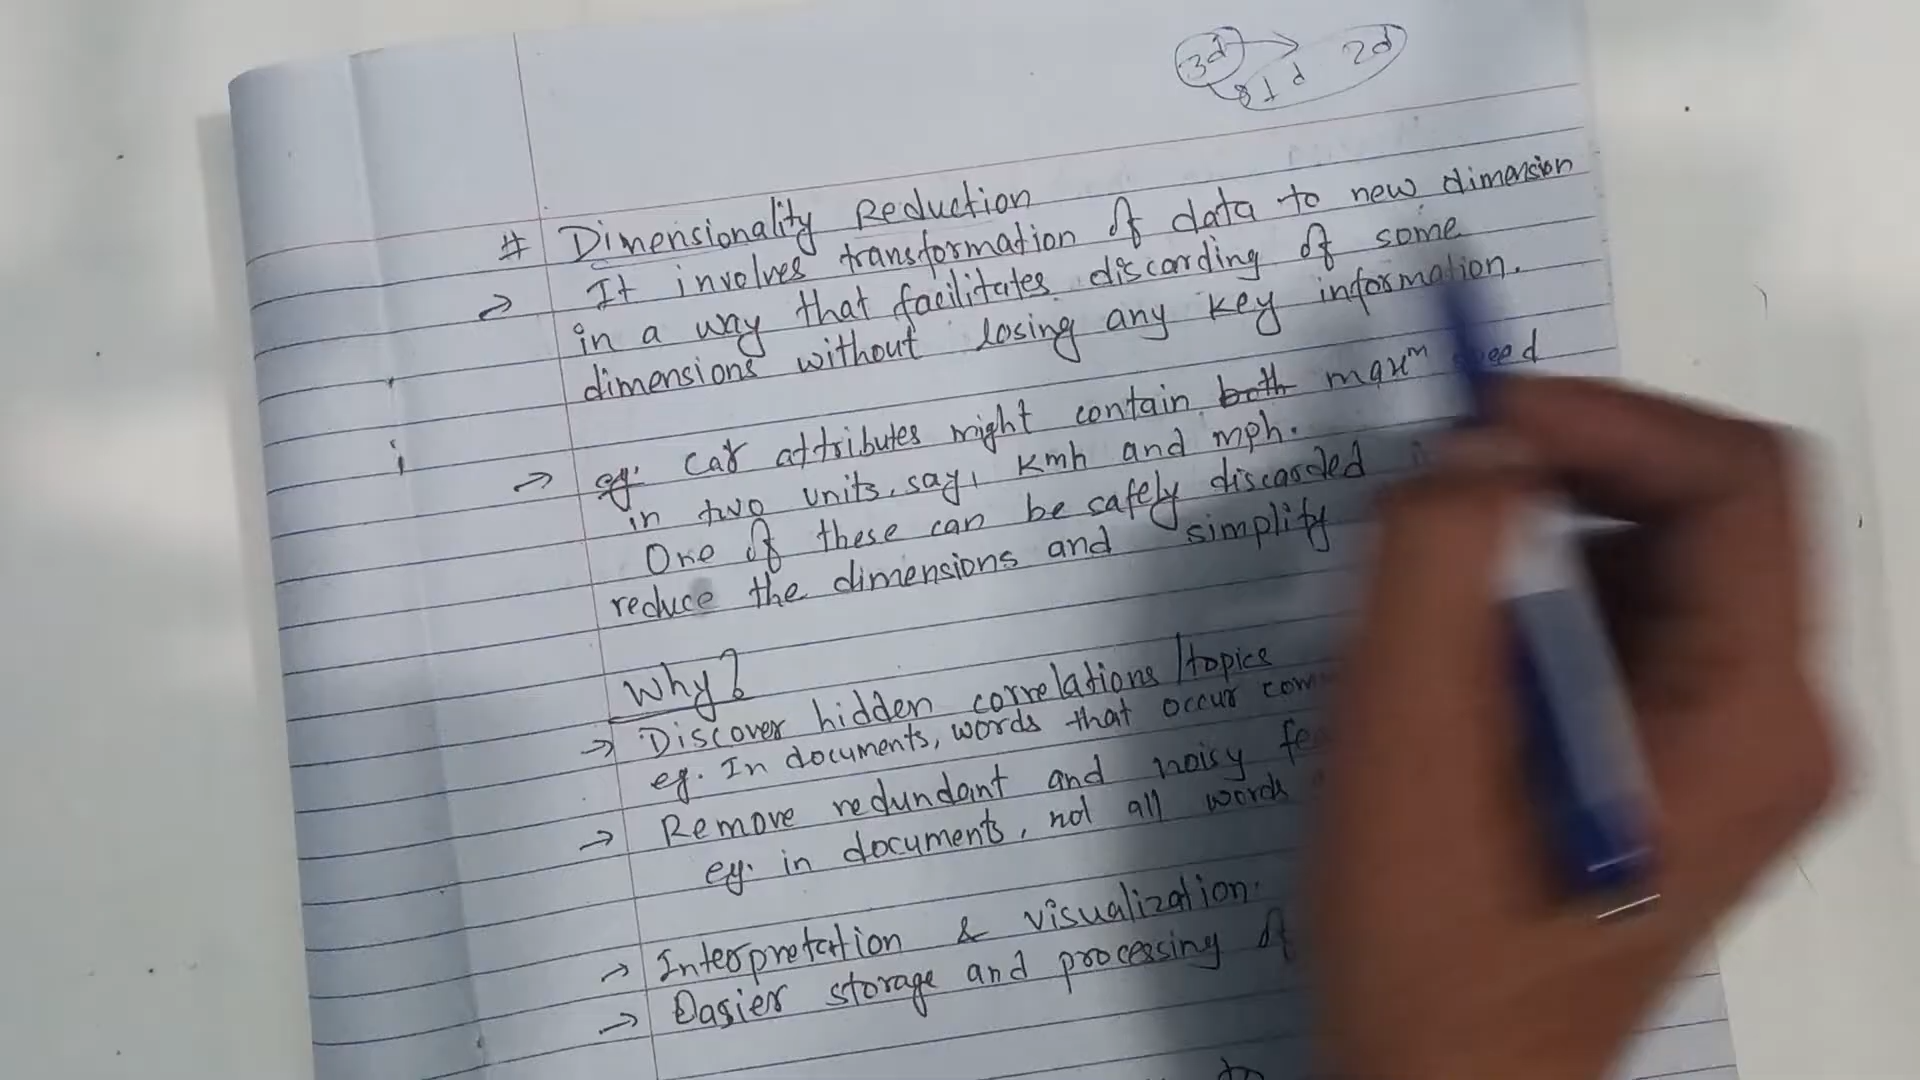 3d 2d
1d
# Dimensionality Reduction
→ It involves transformation of data to new dimension
in a way that facilitates discarding of some
dimensions without losing any key information.
→ eg: Car attributes might contain both maxᵐ speed
in two units, say, Kmh and mph.
One of these can be safely discarded
reduce the dimensions and simplify
Why?
→ Discover hidden correlations/topics
eg. In documents, words that occur
→ Remove redundant and noisy
eg. in documents, not all words
→ Interpretation & visualization.
→ Easier storage and processing of